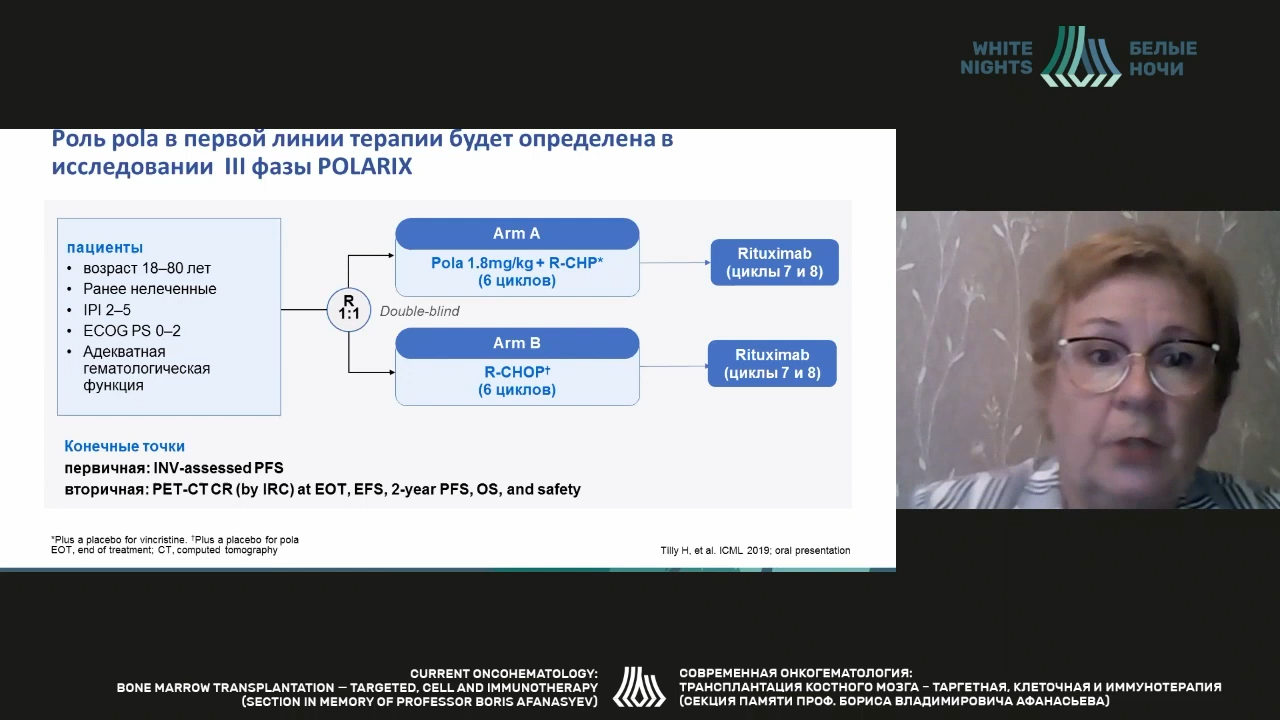 WHITE
NIGHTS
БЕЛЫЕ
НОЧИ
Роль pola в первой линии терапии будет определена в
исследовании III фазы POLARIX
пациенты
• возраст 18–80 лет
• Ранее нелеченные
• IPI 2–5
• ECOG PS 0–2
• Адекватная
гематологическая
функция
R
1:1
Double-blind
Arm A
Pola 1.8mg/kg + R-CHP*
(6 циклов)
Rituximab
(циклы 7 и 8)
Arm B
R-CHOP†
(6 циклов)
Rituximab
(циклы 7 и 8)
Конечные точки
первичная: INV-assessed PFS
вторичная: PET-CT CR (by IRC) at EOT, EFS, 2-year PFS, OS, and safety
*Plus a placebo for vincristine. †Plus a placebo for pola
EOT, end of treatment; CT, computed tomography
Tilly H, et al. ICML 2019; oral presentation
CURRENT ONCOHEMATOLOGY:
BONE MARROW TRANSPLANTATION – TARGETED, CELL AND IMMUNOTHERAPY
(SECTION IN MEMORY OF PROFESSOR BORIS AFANASYEV)
СОВРЕМЕННАЯ ОНКОГЕМАТОЛОГИЯ:
ТРАНСПЛАНТАЦИЯ КОСТНОГО МОЗГА – ТАРГЕТНАЯ, КЛЕТОЧНАЯ И ИММУНОТЕРАПИЯ
(СЕКЦИЯ ПАМЯТИ ПРОФ. БОРИСА ВЛАДИМИРОВИЧА АФАНАСЬЕВА)